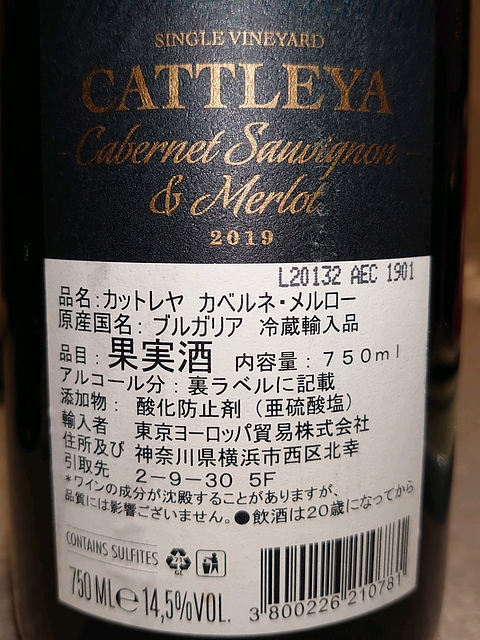 SINGLE VINEYARD
CATTLEYA
Cabernet Sauvignon
& Merlot
2019
L20132 AEC 1901
品名:カットレヤ カベルネ・メルロー
原産国名:ブルガリア 冷蔵輸入品
品目:果実酒 内容量:750ml
アルコール分:裏ラベルに記載
添加物:酸化防止剤(亜硫酸塩)
輸入者 東京ヨーロッパ貿易株式会社
住所及び 神奈川県横浜市西区北幸
引取先 2-9-30 5F
*ワインの成分が沈殿することがありますが、
品質には影響ございません。●飲酒は20歳になってから
CONTAINS SULFITES
GL
750 ML e 14,5%VOL.
3 800226 210781